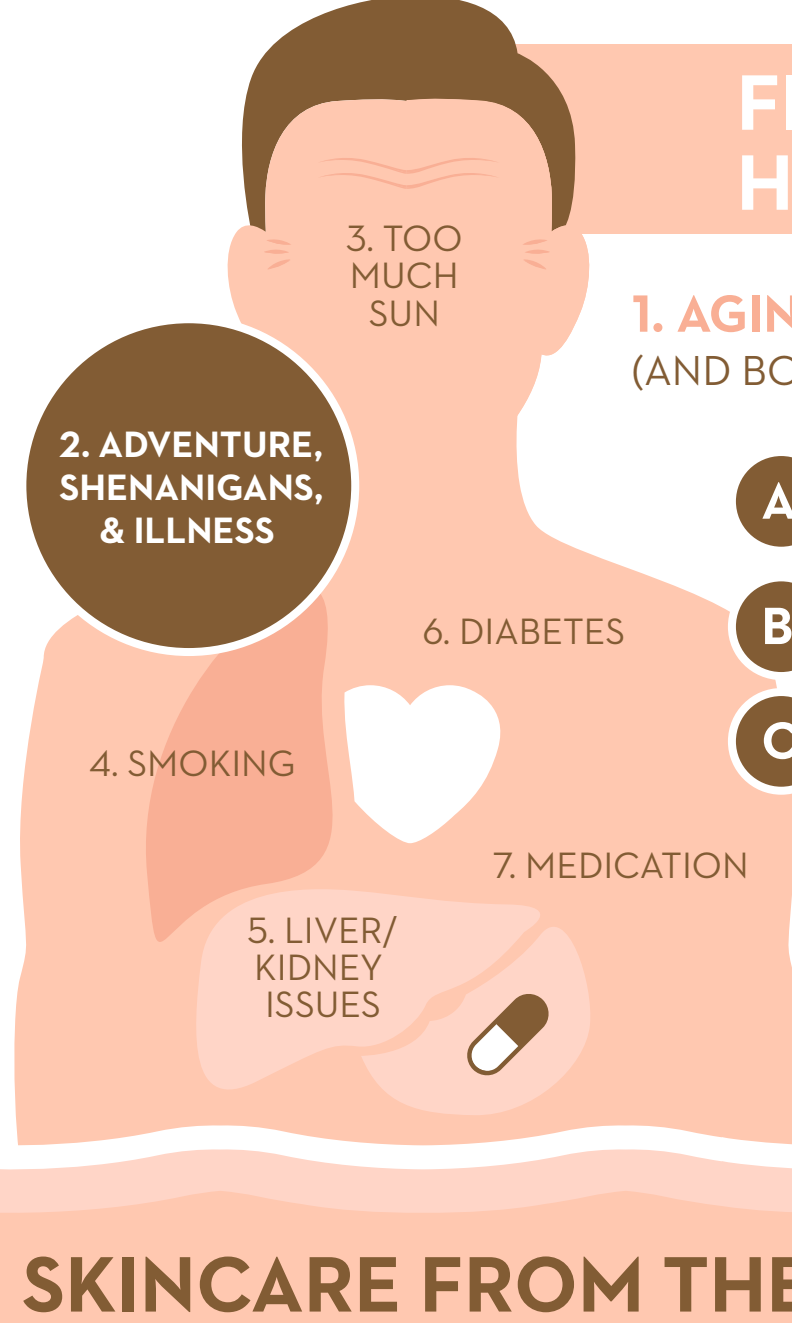 3. TOO
MUCH
SUN
1. AGIN
(AND BO
2. ADVENTURE,
SHENANIGANS,
& ILLNESS
A
B
C
6. DIABETES
4. SMOKING
7. MEDICATION
5. LIVER/
KIDNEY
ISSUES
SKINCARE FROM THE